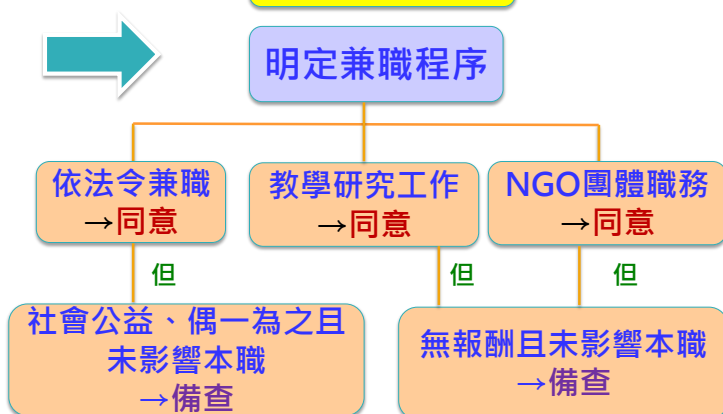 明定兼職程序
依法令兼職
→同意
教學研究工作
→同意
NGO團體職務
→同意
但
但
但
社會公益、偶一為之且
未影響本職
→備查
無報酬且未影響本職
→備查